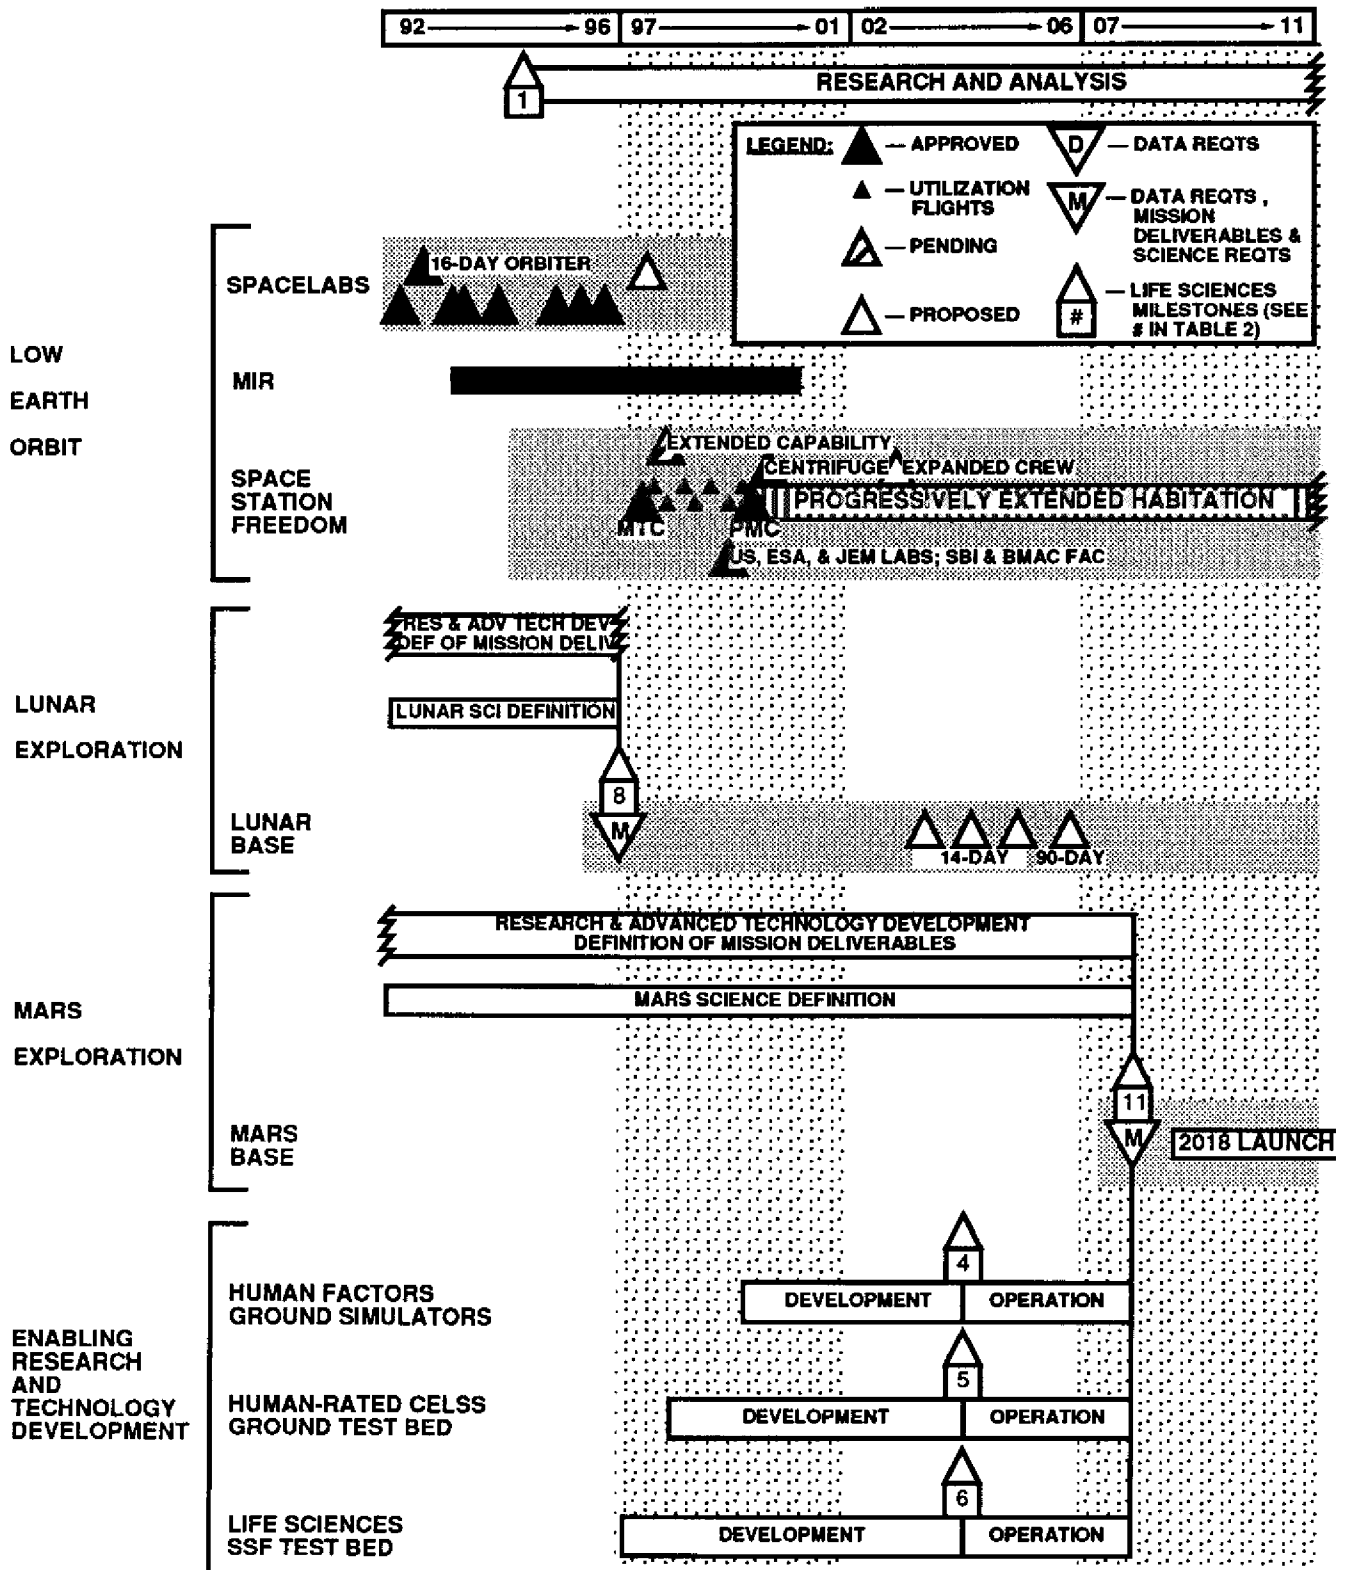 92 96 97 01 02 06 07 11
RESEARCH AND ANALYSIS
1
LEGEND: — APPROVED
D — DATA REQTS
— UTILIZATION
FLIGHTS
M — DATA REQTS ,
MISSION
DELIVERABLES &
SCIENCE REQTS
— PENDING
— PROPOSED
# — LIFE SCIENCES
MILESTONES (SEE
# IN TABLE 2)
LOW
EARTH
ORBIT
SPACELABS
16-DAY ORBITER
MIR
SPACE
STATION
FREEDOM
EXTENDED CAPABILITY
CENTRIFUGE EXPANDED CREW
PROGRESSIVELY EXTENDED HABITATION
MTC PMC
US, ESA, & JEM LABS; SBI & BMAC FAC
LUNAR
EXPLORATION
RES & ADV TECH DEV
DEF OF MISSION DELIV
LUNAR SCI DEFINITION
8
M
LUNAR
BASE
14-DAY 90-DAY
MARS
EXPLORATION
RESEARCH & ADVANCED TECHNOLOGY DEVELOPMENT
DEFINITION OF MISSION DELIVERABLES
MARS SCIENCE DEFINITION
11
M
MARS
BASE
2018 LAUNCH
ENABLING
RESEARCH
AND
TECHNOLOGY
DEVELOPMENT
4
HUMAN FACTORS
GROUND SIMULATORS
DEVELOPMENT OPERATION
5
HUMAN-RATED CELSS
GROUND TEST BED
DEVELOPMENT OPERATION
6
LIFE SCIENCES
SSF TEST BED
DEVELOPMENT OPERATION